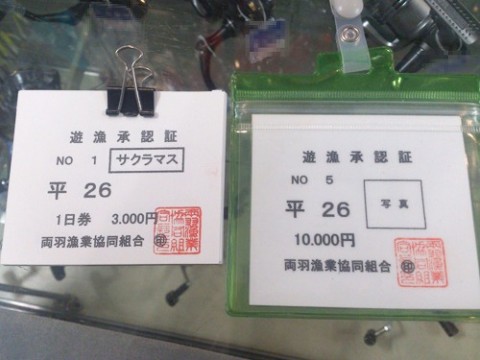 遊漁承認証
NO 1 サクラマス
平 26
1日券 3.000円
両羽漁業協同組合 印
遊漁承認証
NO 5
平 26 写真
10.000円
両羽漁業協同組合 印